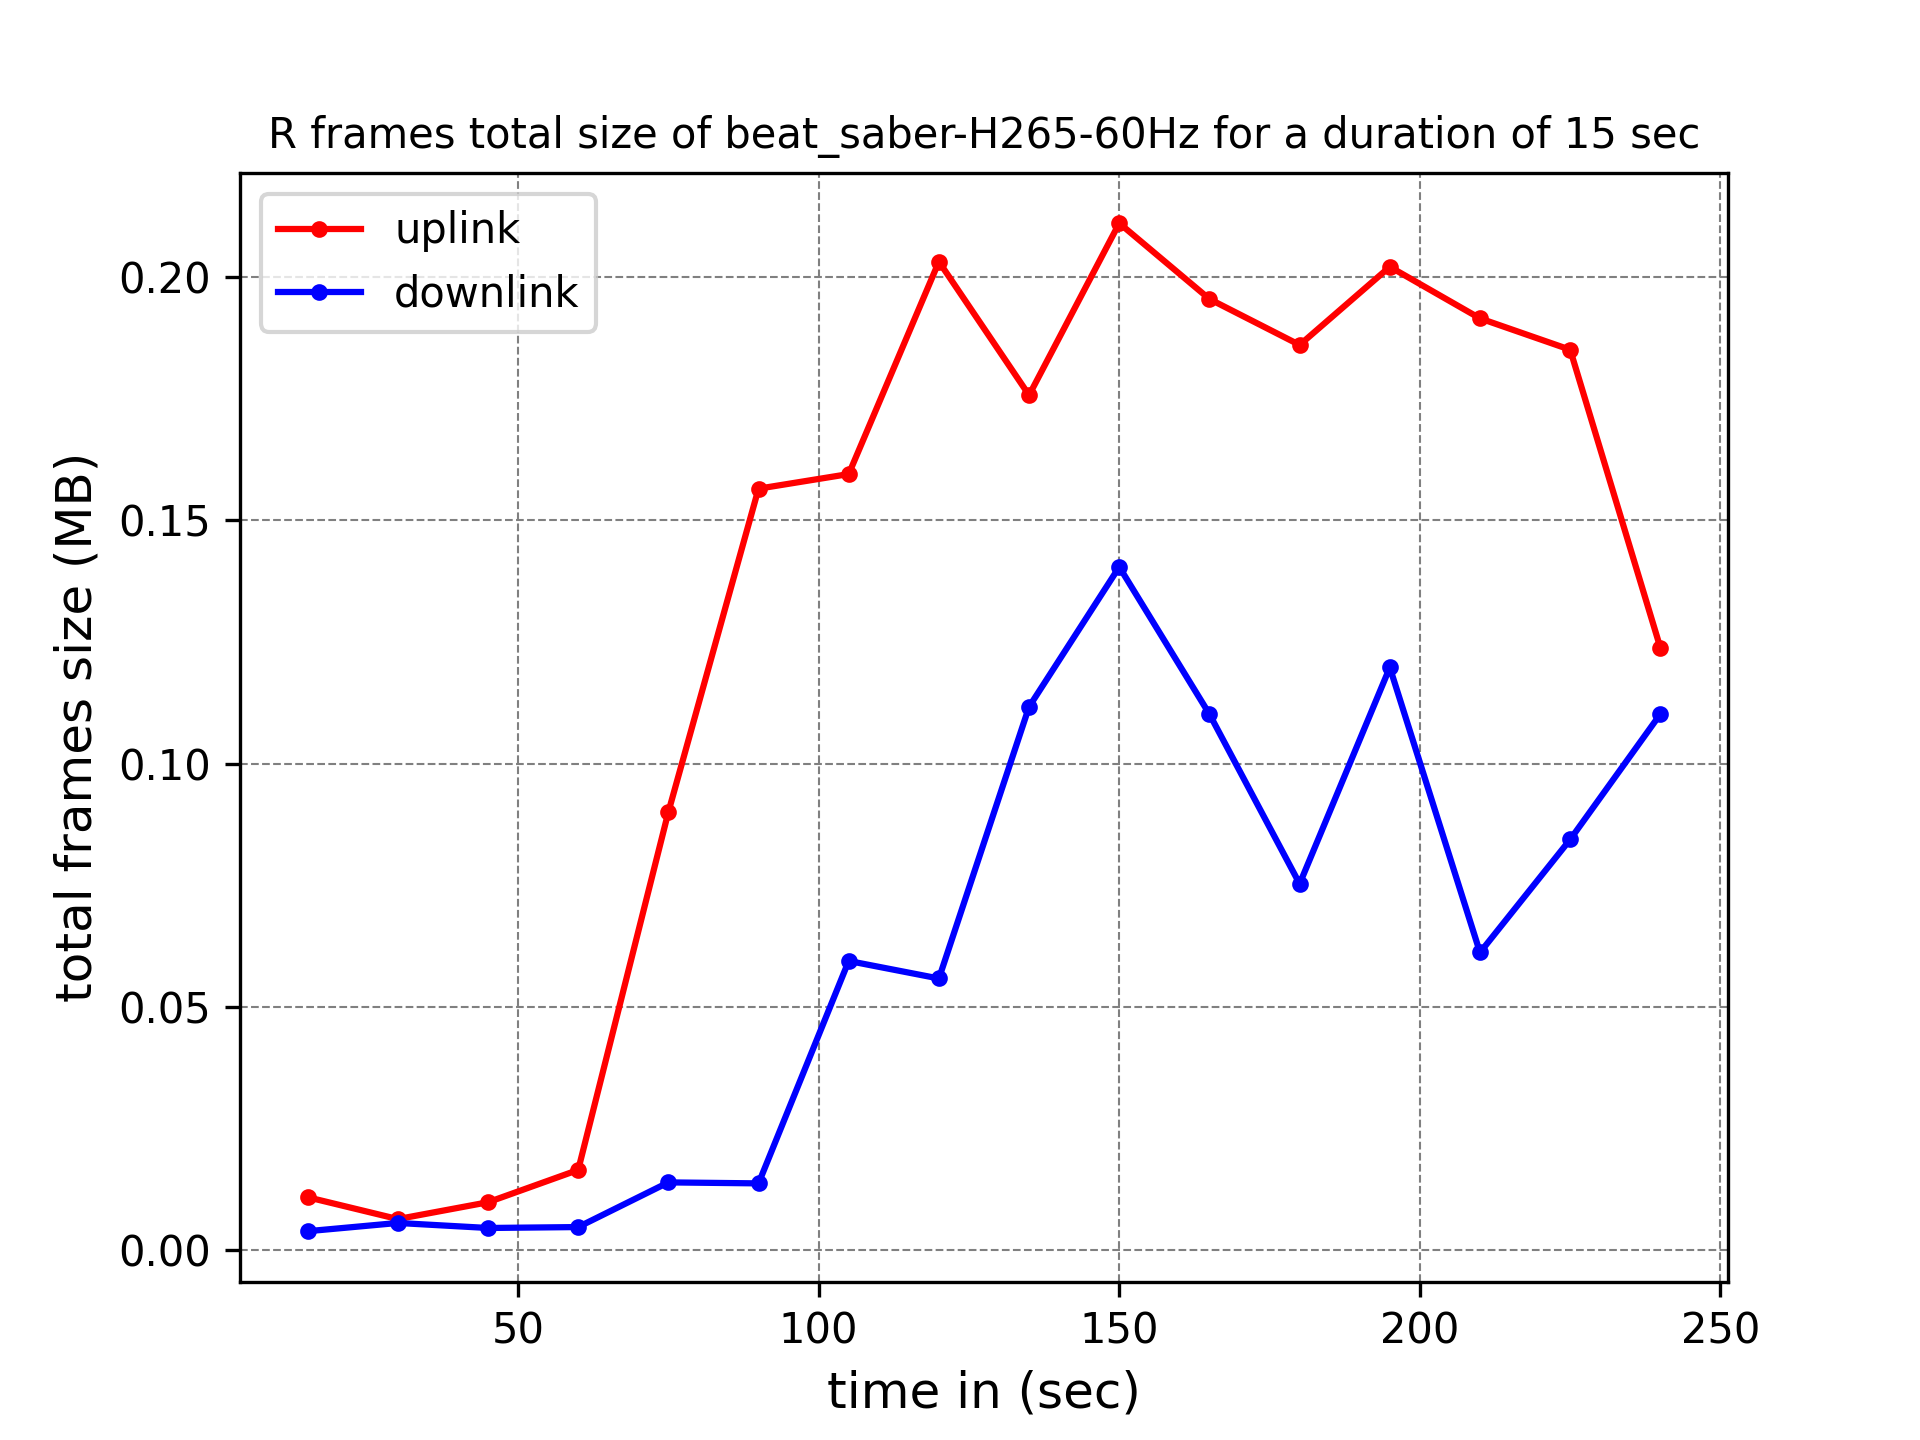 R frames total size of beat_saber-H265-60Hz for a duration of 15 sec
uplink
downlink
total frames size (MB)
0.20
0.15
0.10
0.05
0.00
50 100 150 200 250
time in (sec)